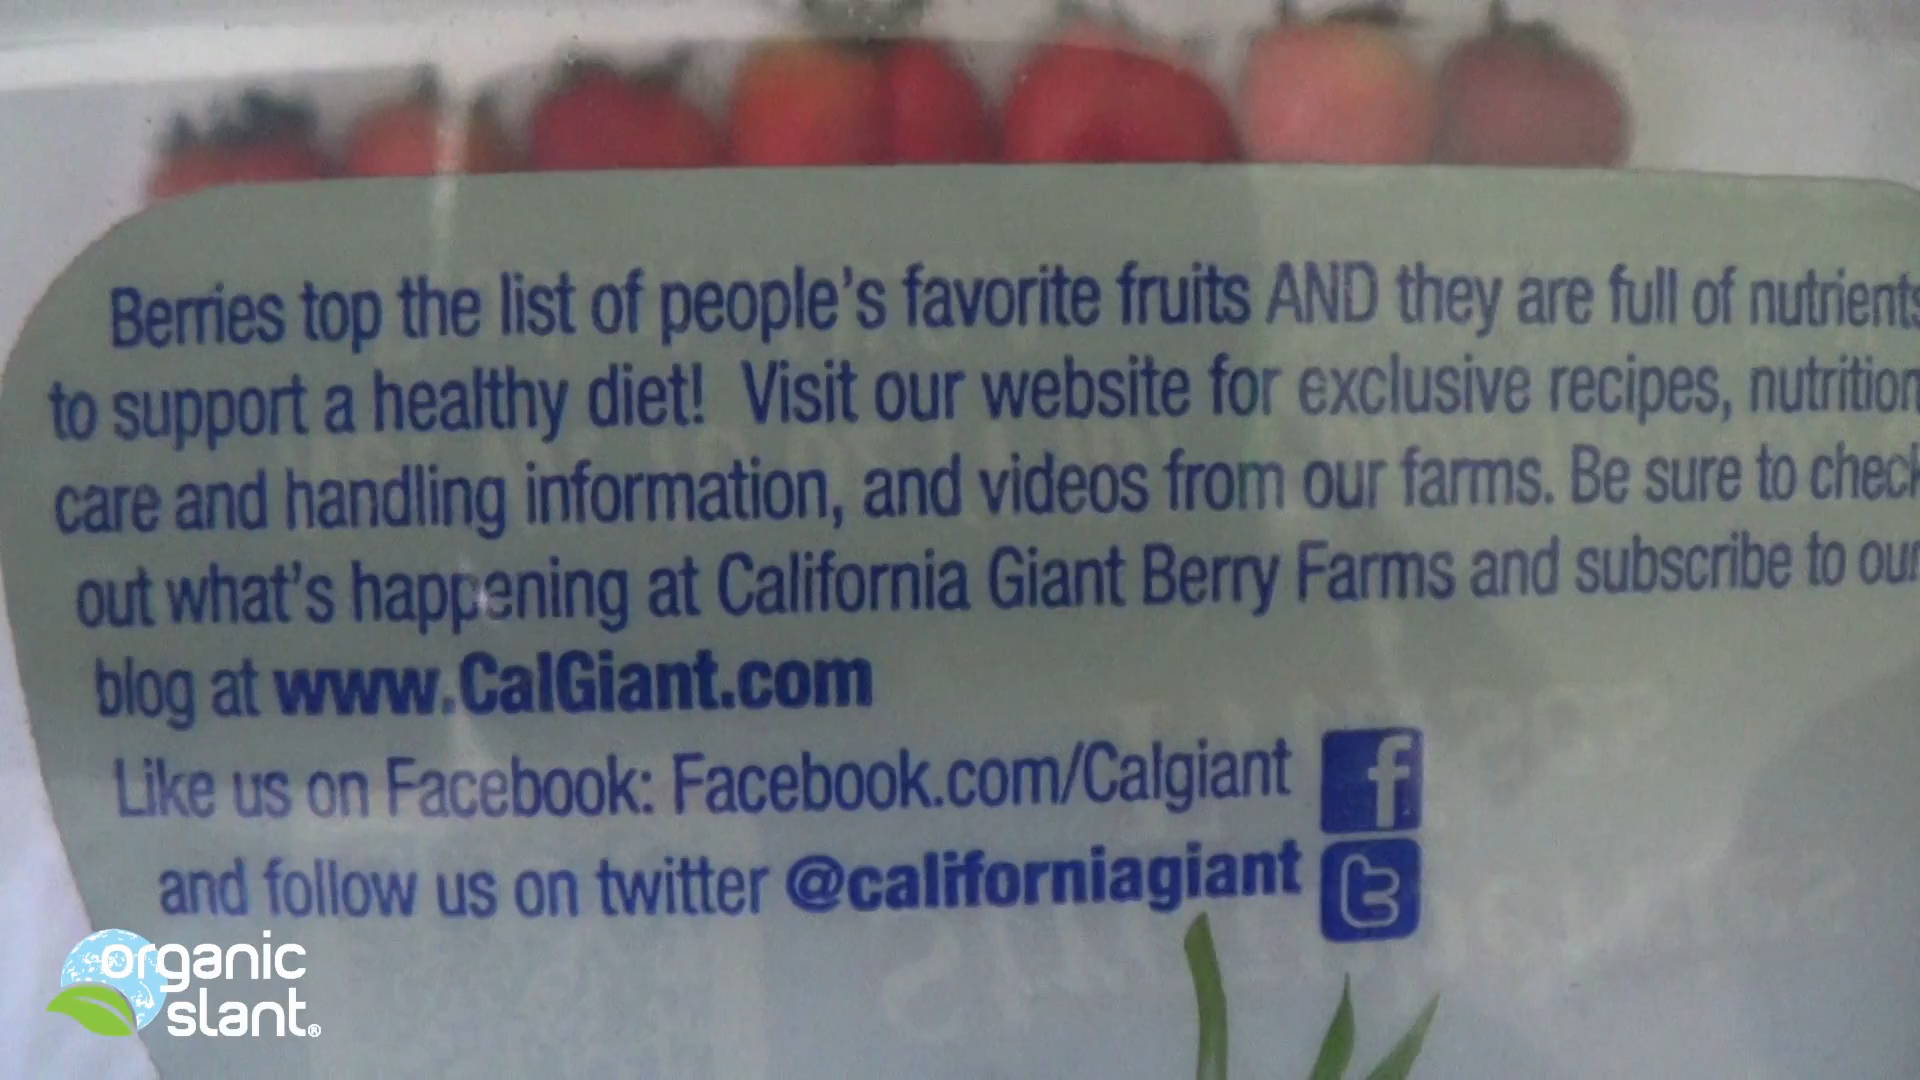 Berries top the list of people's favorite fruits AND they are full of nutrients
to support a healthy diet! Visit our website for exclusive recipes, nutrition
care and handling information, and videos from our farms. Be sure to check
out what's happening at California Giant Berry Farms and subscribe to our
blog at www.CalGiant.com
Like us on Facebook: Facebook.com/Calgiant f
and follow us on twitter @californiagiant t
organic
slant®